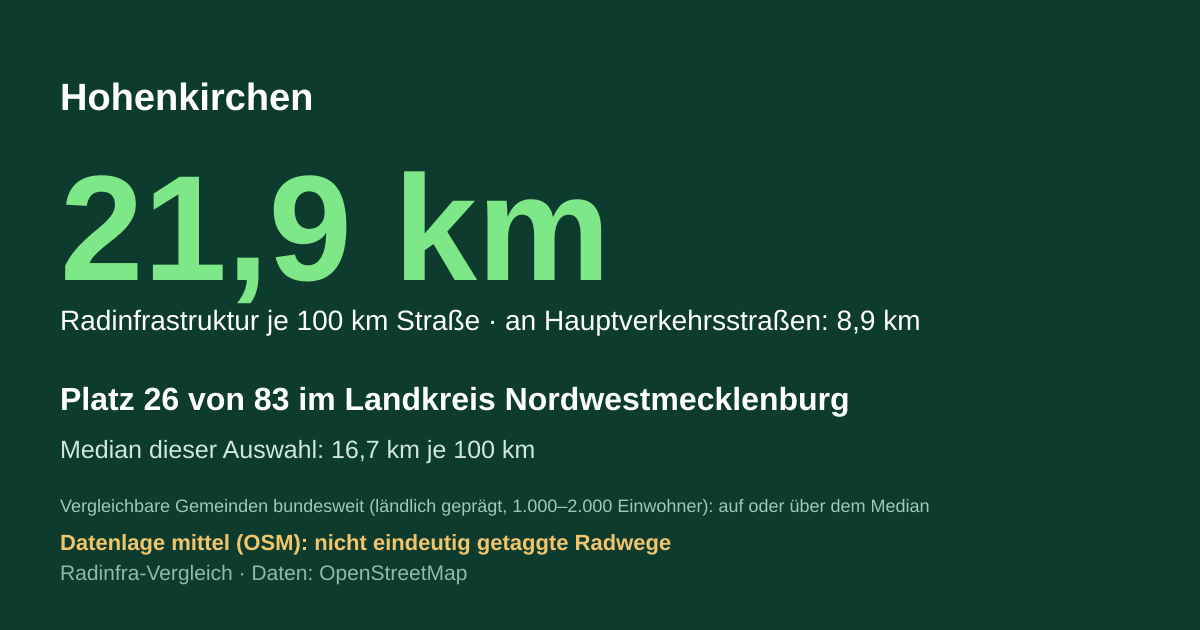 Hohenkirchen
21,9 km
Radinfrastruktur je 100 km Straße · an Hauptverkehrsstraßen: 8,9 km
Platz 26 von 83 im Landkreis Nordwestmecklenburg
Median dieser Auswahl: 16,7 km je 100 km
Vergleichbare Gemeinden bundesweit (ländlich geprägt, 1.000–2.000 Einwohner): auf oder über dem Median
Datenlage mittel (OSM): nicht eindeutig getaggte Radwege
Radinfra-Vergleich · Daten: OpenStreetMap